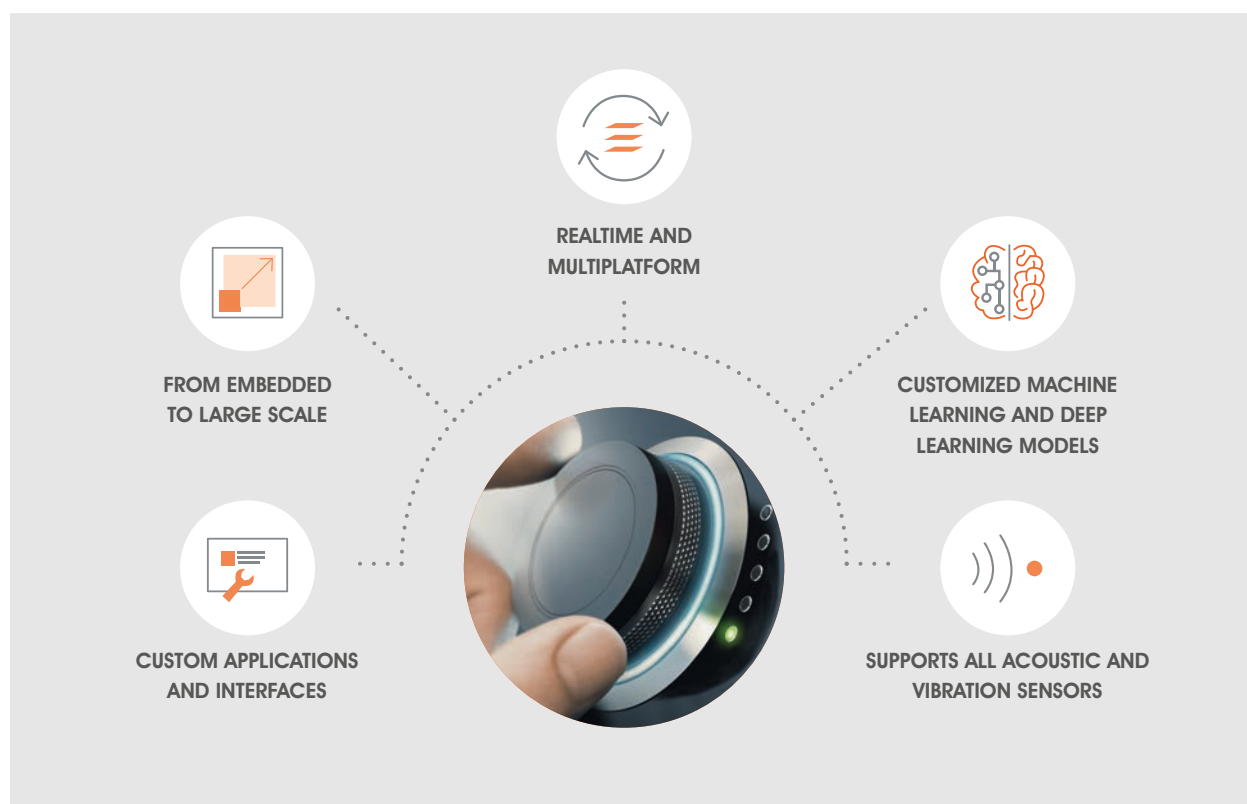 REALTIME AND
MULTIPLATFORM
FROM EMBEDDED
TO LARGE SCALE
CUSTOMIZED MACHINE
LEARNING AND DEEP
LEARNING MODELS
CUSTOM APPLICATIONS
AND INTERFACES
SUPPORTS ALL ACOUSTIC AND
VIBRATION SENSORS